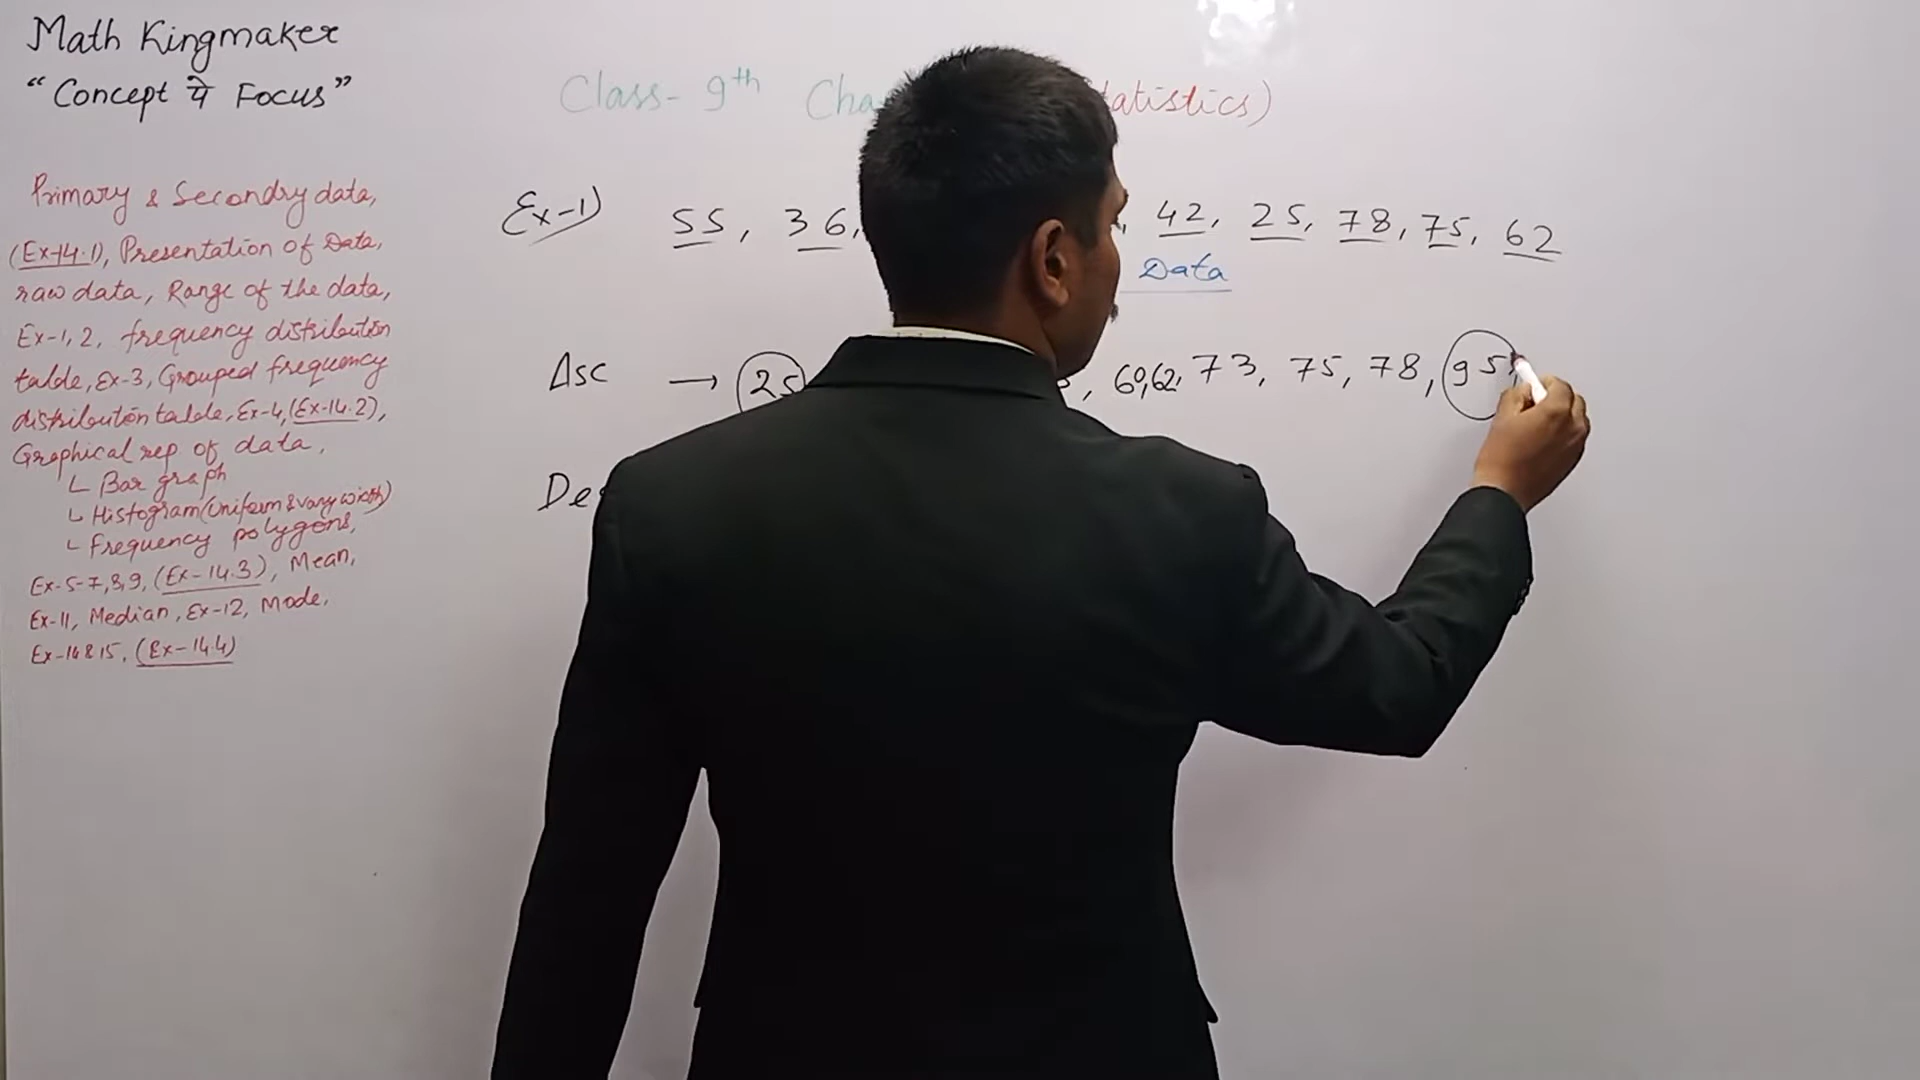 Math Kingmaker
"Concept पे Focus"
Class- 9th
Primary & Secondry data,
(Ex-14.1), Presentation of Data,
raw data, Range of the data,
Ex-1,2, frequency distribution
table, Ex-3, Grouped frequency
distribution table, Ex-4, (Ex-14.2),
Graphical rep of data,
└ Bar graph
└ Histogram (Uniform & vary width)
└ Frequency polygons,
Ex-5-7,8,9, (Ex-14.3), Mean,
Ex-11, Median, Ex-12, Mode,
Ex-14&15, (Ex-14.4)
Ex-1) 55, 36, 42, 25, 78, 75, 62
Data
Asc → 25 , 60, 62, 73, 75, 78, 95